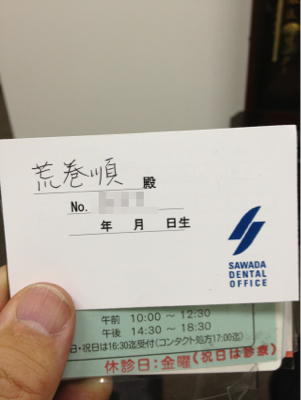 荒巻順 殿
No.
年 月 日生
SAWADA
DENTAL
OFFICE
午前 10:00 〜 12:30
午後 14:30 〜 18:30
日・祝日は16:30迄受付(コンタクト処方17:00迄)
休診日：金曜(祝日は診療)